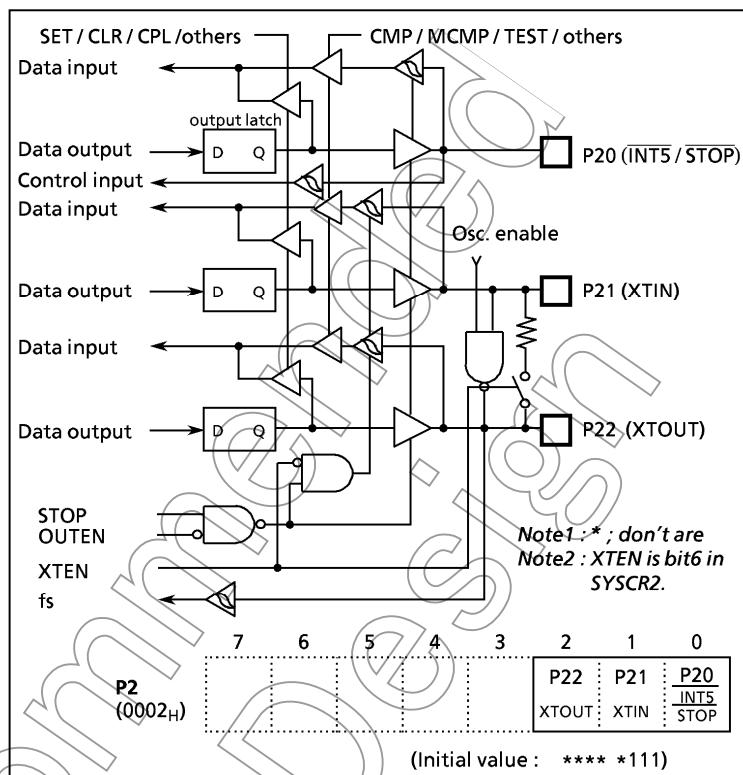 SET / CLR / CPL /others
CMP / MCMP / TEST / others
Data input
output latch
Data output
D Q
P20 (INT5 / STOP)
Control input
Data input
Osc. enable
Data output
D Q
P21 (XTIN)
Data input
Data output
D Q
P22 (XTOUT)
STOP
OUTEN
XTEN
fs
Note1 : * ; don't are
Note2 : XTEN is bit6 in
SYSCR2.
7 6 5 4 3 2 1 0
P2
(0002H)
P22 P21 P20
XTOUT XTIN INT5
STOP
(Initial value : **** *111)
ommended
Design